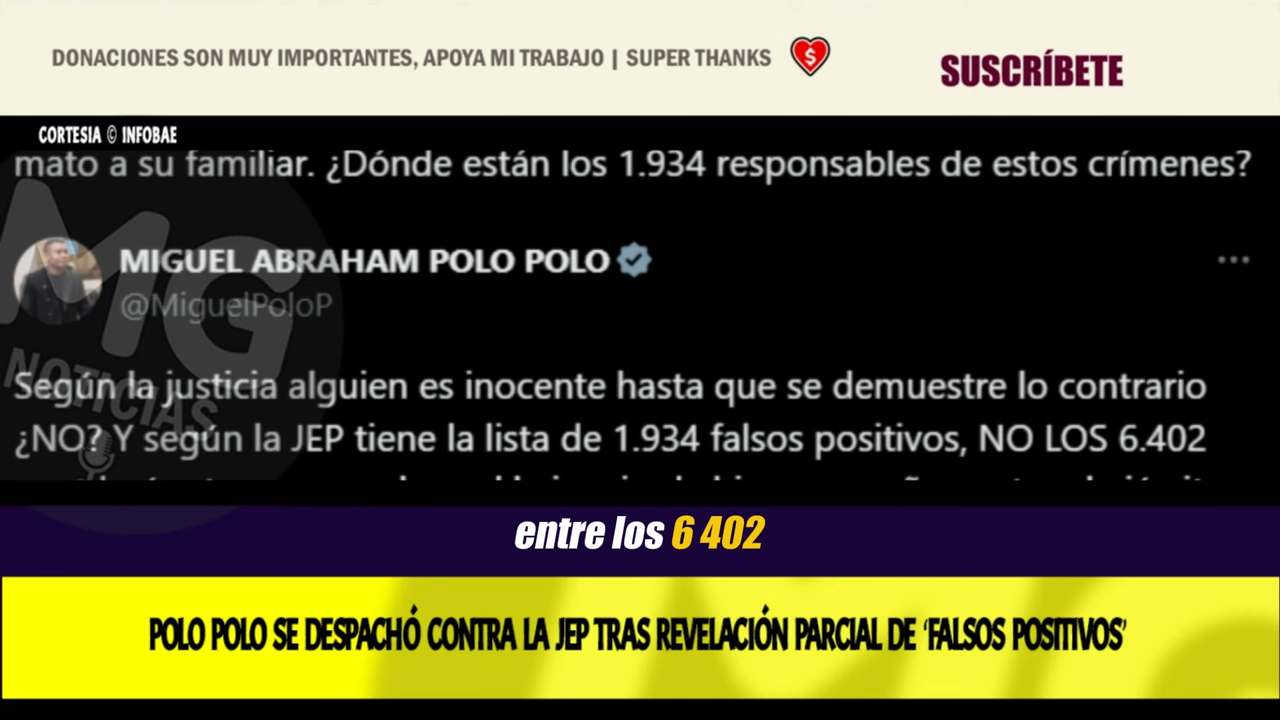 DONACIONES SON MUY IMPORTANTES, APOYA MI TRABAJO | SUPER THANKS
SUSCRÍBETE
CORTESIA © INFOBAE
mato a su familiar. ¿Dónde están los 1.934 responsables de estos crímenes?
MIGUEL ABRAHAM POLO POLO
@MiguelPoloP
Según la justicia alguien es inocente hasta que se demuestre lo contrario
¿NO? Y según la JEP tiene la lista de 1.934 falsos positivos, NO LOS 6.402
MG
NOTICIAS
entre los 6 402
POLO POLO SE DESPACHÓ CONTRA LA JEP TRAS REVELACIÓN PARCIAL DE ‘FALSOS POSITIVOS’